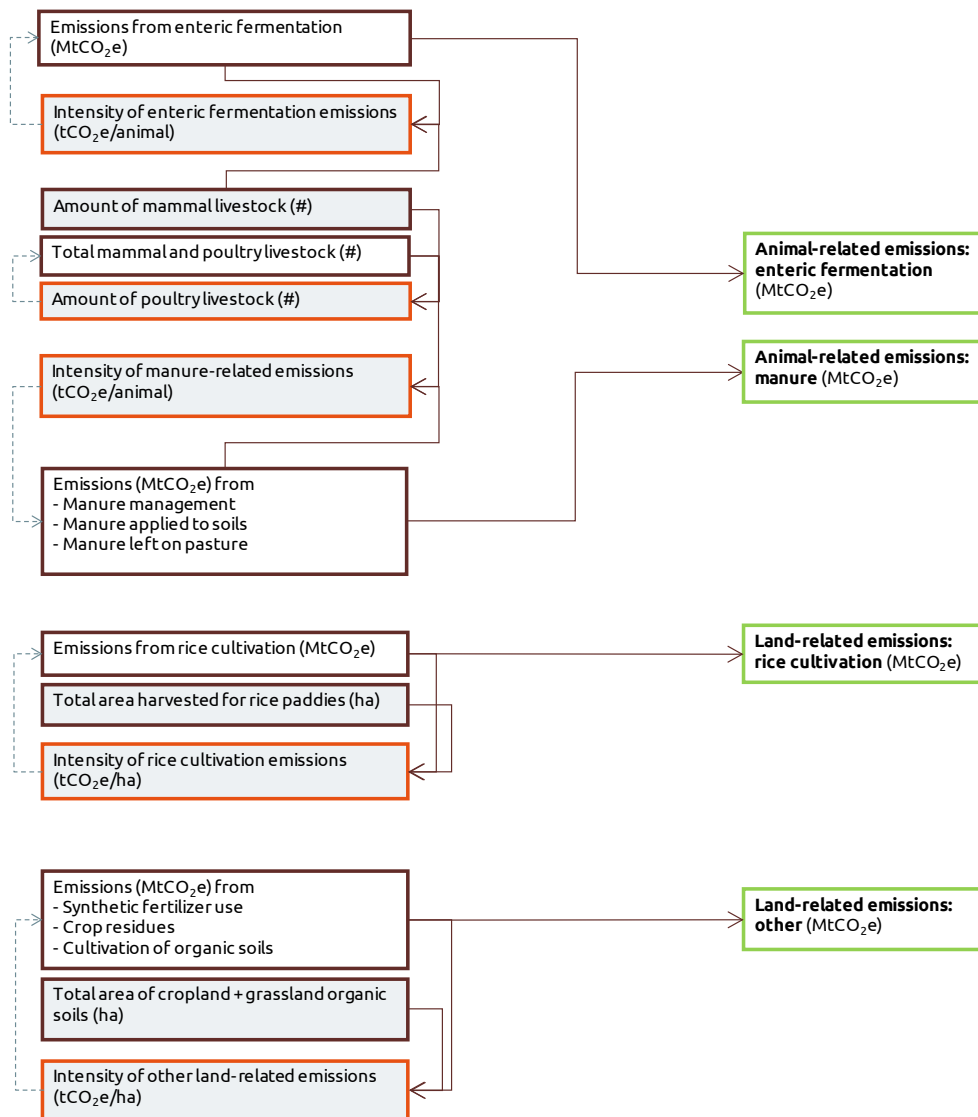 Emissions from enteric fermentation
(MtCO₂e)
Intensity of enteric fermentation emissions
(tCO₂e/animal)
Amount of mammal livestock (#)
Total mammal and poultry livestock (#)
Amount of poultry livestock (#)
Intensity of manure-related emissions
(tCO₂e/animal)
Emissions (MtCO₂e) from
- Manure management
- Manure applied to soils
- Manure left on pasture
Animal-related emissions:
enteric fermentation
(MtCO₂e)
Animal-related emissions:
manure (MtCO₂e)
Emissions from rice cultivation (MtCO₂e)
Total area harvested for rice paddies (ha)
Intensity of rice cultivation emissions
(tCO₂e/ha)
Land-related emissions:
rice cultivation (MtCO₂e)
Emissions (MtCO₂e) from
- Synthetic fertilizer use
- Crop residues
- Cultivation of organic soils
Total area of cropland + grassland organic
soils (ha)
Intensity of other land-related emissions
(tCO₂e/ha)
Land-related emissions:
other (MtCO₂e)